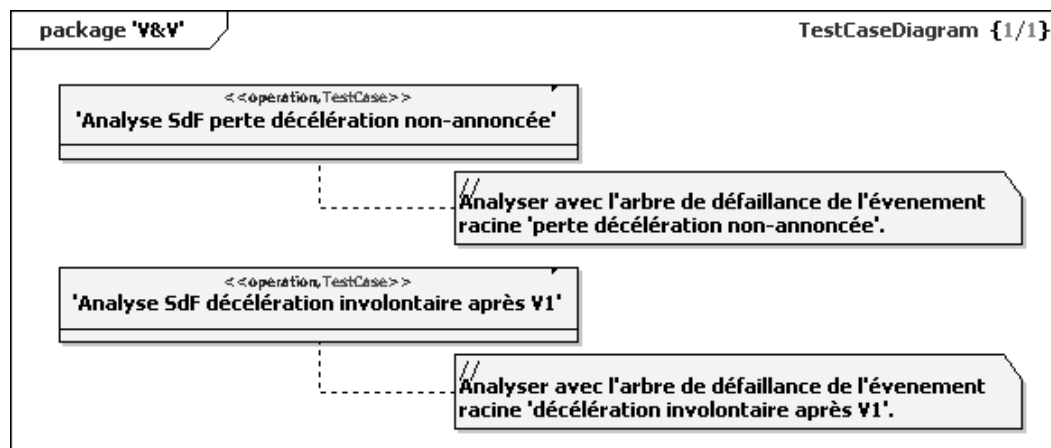 package 'V&V'
TestCaseDiagram {1/1}
<<operation,TestCase>>
'Analyse SdF perte décélération non-annoncée'
//
Analyser avec l'arbre de défaillance de l'évenement
racine 'perte décélération non-annoncée'.
<<operation,TestCase>>
'Analyse SdF décélération involontaire après V1'
//
Analyser avec l'arbre de défaillance de l'évenement
racine 'décélération involontaire après V1'.